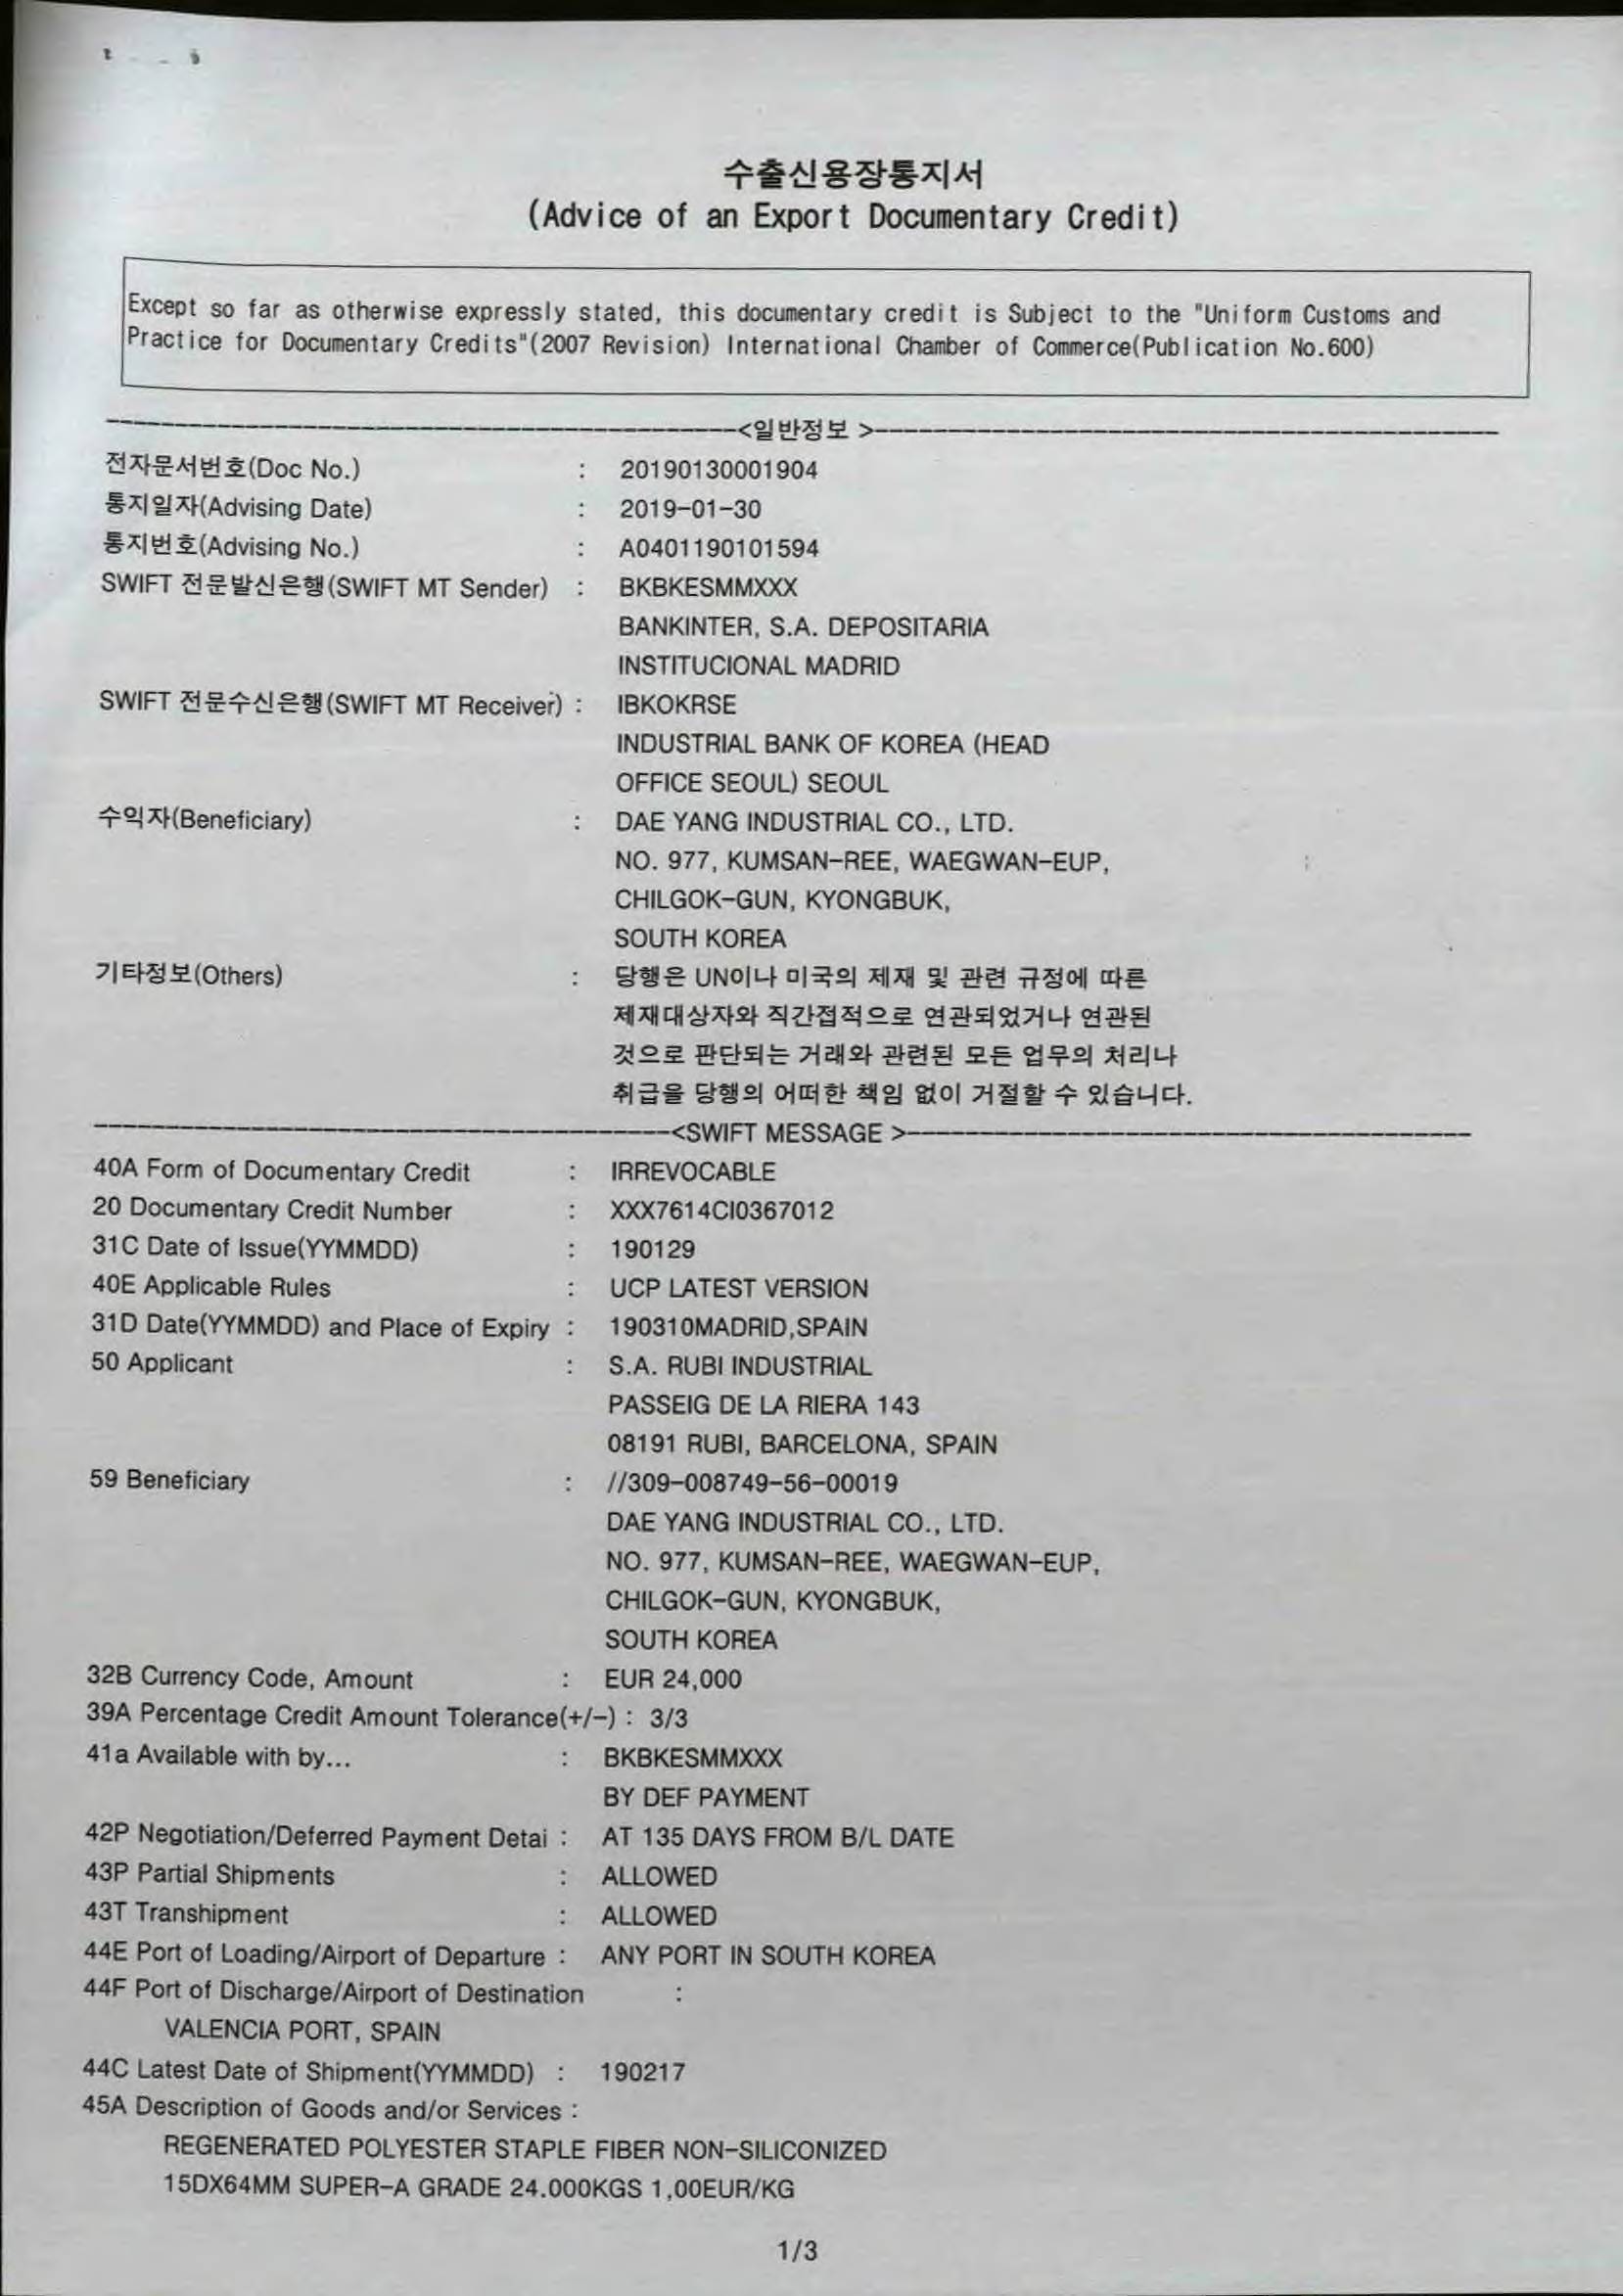 수출신용장통지서
(Advice of an Export Documentary Credit)
Except so far as otherwise expressly stated, this documentary credit is Subject to the "Uniform Customs and
Practice for Documentary Credits"(2007 Revision) International Chamber of Commerce(Publication No.600)
<일반정보 >
전자문서번호(Doc No.) : 20190130001904
통지일자(Advising Date) : 2019-01-30
통지번호(Advising No.) : A0401190101594
SWIFT 전문발신은행(SWIFT MT Sender) : BKBKESMMXXX
BANKINTER, S.A. DEPOSITARIA
INSTITUCIONAL MADRID
SWIFT 전문수신은행(SWIFT MT Receiver) : IBKOKRSE
INDUSTRIAL BANK OF KOREA (HEAD
OFFICE SEOUL) SEOUL
수익자(Beneficiary) : DAE YANG INDUSTRIAL CO., LTD.
NO. 977, KUMSAN-REE, WAEGWAN-EUP,
CHILGOK-GUN, KYONGBUK,
SOUTH KOREA
기타정보(Others) : 당행은 UN이나 미국의 제재 및 관련 규정에 따른
제재대상자와 직간접적으로 연관되었거나 연관된
것으로 판단되는 거래와 관련된 모든 업무의 처리나
취급을 당행의 어떠한 책임 없이 거절할 수 있습니다.
<SWIFT MESSAGE >
40A Form of Documentary Credit : IRREVOCABLE
20 Documentary Credit Number : XXX7614CI0367012
31C Date of Issue(YYMMDD) : 190129
40E Applicable Rules : UCP LATEST VERSION
31D Date(YYMMDD) and Place of Expiry : 190310MADRID,SPAIN
50 Applicant : S.A. RUBI INDUSTRIAL
PASSEIG DE LA RIERA 143
08191 RUBI, BARCELONA, SPAIN
59 Beneficiary : //309-008749-56-00019
DAE YANG INDUSTRIAL CO., LTD.
NO. 977, KUMSAN-REE, WAEGWAN-EUP,
CHILGOK-GUN, KYONGBUK,
SOUTH KOREA
32B Currency Code, Amount : EUR 24,000
39A Percentage Credit Amount Tolerance(+/-) : 3/3
41a Available with by... : BKBKESMMXXX
BY DEF PAYMENT
42P Negotiation/Deferred Payment Detai : AT 135 DAYS FROM B/L DATE
43P Partial Shipments : ALLOWED
43T Transhipment : ALLOWED
44E Port of Loading/Airport of Departure : ANY PORT IN SOUTH KOREA
44F Port of Discharge/Airport of Destination :
VALENCIA PORT, SPAIN
44C Latest Date of Shipment(YYMMDD) : 190217
45A Description of Goods and/or Services :
REGENERATED POLYESTER STAPLE FIBER NON-SILICONIZED
15DX64MM SUPER-A GRADE 24.000KGS 1,00EUR/KG
1/3